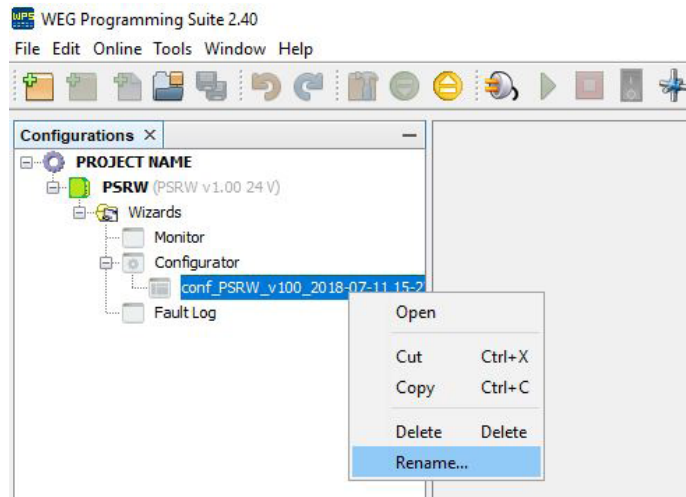 WPS
WEG Programming Suite 2.40
File Edit Online Tools Window Help
Configurations
PROJECT NAME
PSRW (PSRW v1.00 24 V)
Wizards
Monitor
Configurator
conf_PSRW_v100_2018-07-11 15-2
Fault Log
Open
Cut Ctrl+X
Copy Ctrl+C
Delete Delete
Rename...